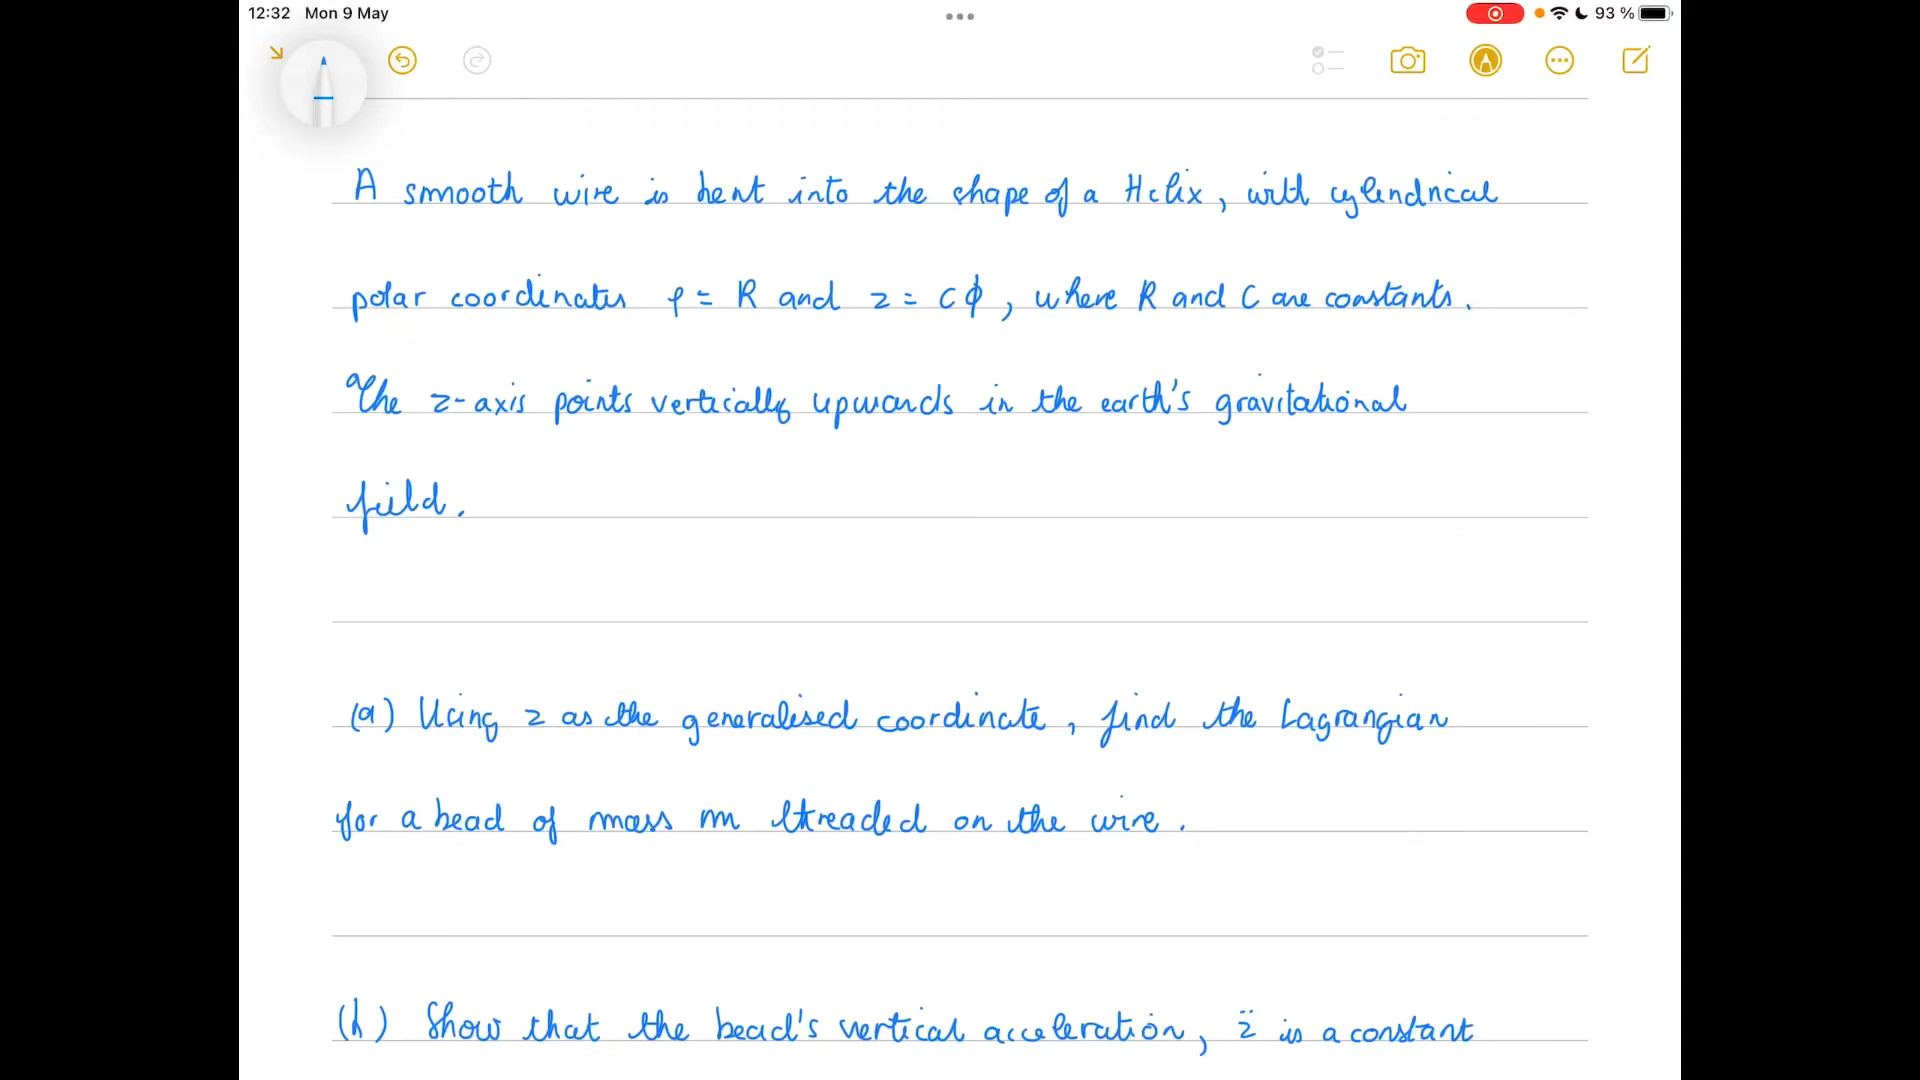 12:32 Mon 9 May
93 %
A smooth wire is bent into the shape of a Helix, with cylindrical
polar coordinates ρ = R and z = cϕ, where R and C are constants.
The z-axis points vertically upwards in the earth's gravitational
field.
(a) Using z as the generalised coordinate, find the Lagrangian
for a bead of mass m threaded on the wire.
(b) Show that the bead's vertical acceleration, z̈ is a constant